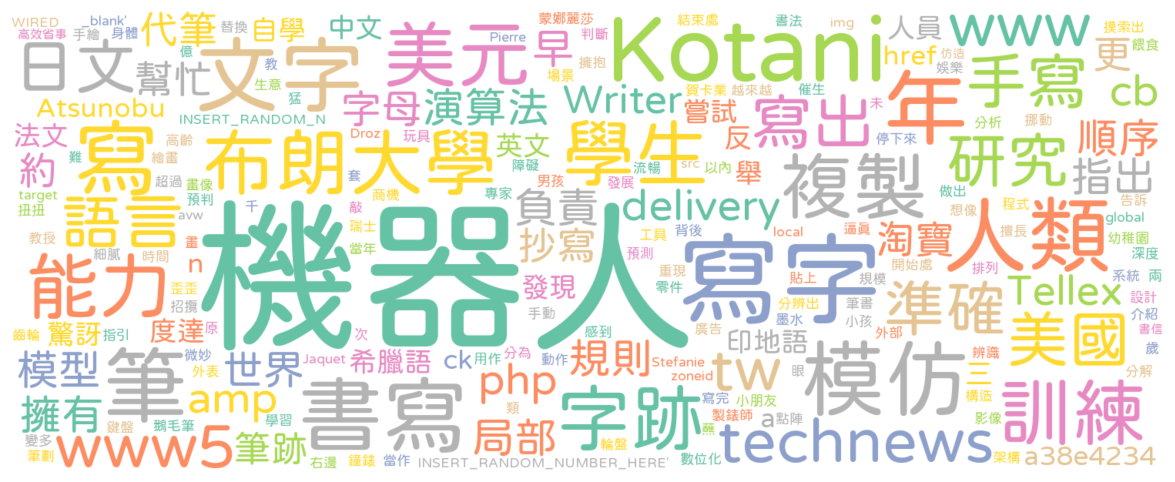 WIRED
_blank'
高效省事
手繪
身體
替換
代筆
自學
億
教
中文
Pierre
蒙娜麗莎
判斷
場景
擁抱
結束處
書法
img
賀卡業
越來越
催生
未
人員
仿造
娛樂
href
www
更
摸索出
餵食
日文
幫忙
文字
生意
猛
美元
早
Kotani
年
手寫
cb
Atsunobu
INSERT_RANDOM_N
字母
演算法
Writer
嘗試
寫出
停下來
分析
挪動
順序
法文
難
約
target
扭扭
寫
高齡
繪畫
超過
畫像
預判
avw
布朗大學
Droz
玩具
套
商機
英文
障礙
專家
男孩
學生
流暢
src
發展
以內
反
舉
複製
研究
做出
想像
指出
告訴
程式
擅長
global
幼稚園
深度
語言
千
敲
瑞士
當年
負責
抄寫
delivery
工具
背後
預測
local
逼真
淘寶
人類
教授
細膩
時間
畫
n
能力
歪歪
招攬
機器人
發現
手動
重現
零件
寫字
貼上
規模
開始處
排列
系統
兩
設計
介紹
書信
歲
分辨出
墨水
筆書
小孩
準確
Tellex
齒輪
驚訝
指引
度達
原
次
感到
廣告
印地語
外部
辨識
美國
分解
模型
筆
微妙
外表
世界
Jaquet
希臘語
ck
用作
分為
動作
規則
Stefanie
zoneid
tw
眼
模仿
三
構造
影像
訓練
擁有
鍵盤
鵝毛筆
amp
學習
書寫
php
類
局部
輪盤
字跡
寫完
小朋友
製錶師
蘸
a
點陣
變多
筆劃
www5
筆跡
右邊
鐘錶
當作
INSERT_RANDOM_NUMBER_HERE'
數位化
technews
架構
a38e4234